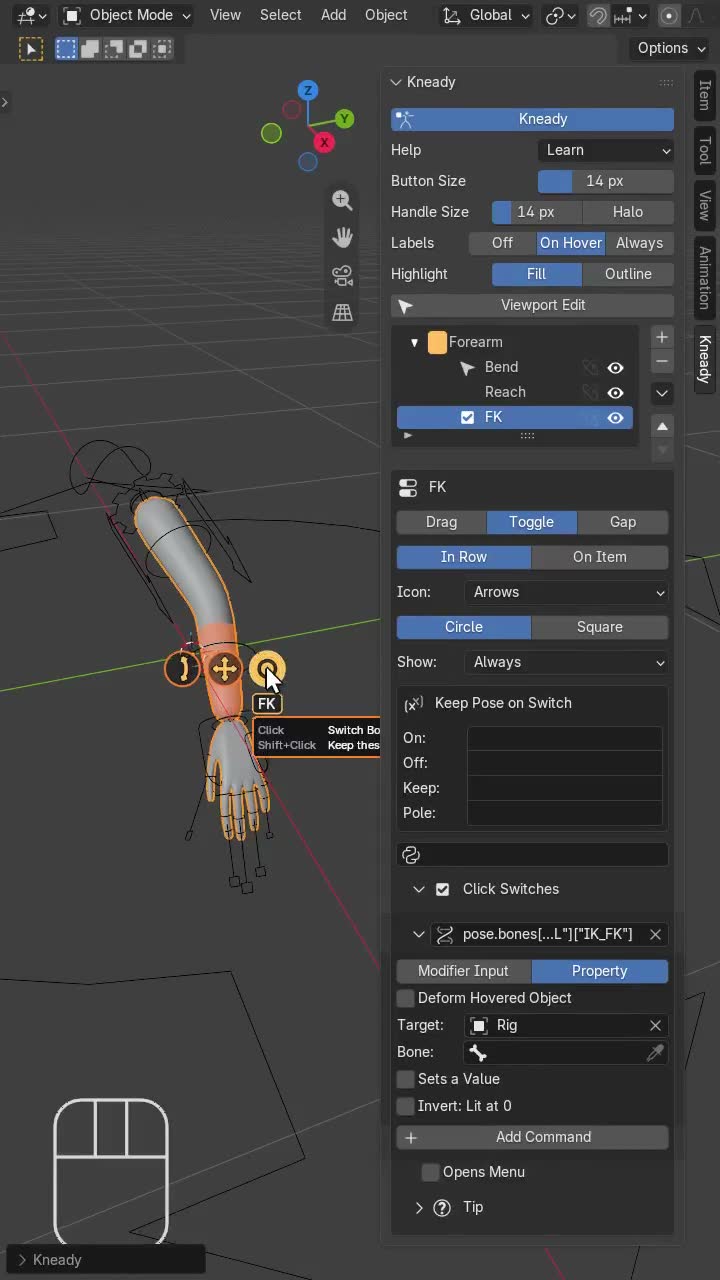 Object Mode View Select Add Object Global
Options
Kneady
Item
Tool
View
Animation
Kneady
Z
Y
X
Kneady
Help Learn
Button Size 14 px
Handle Size 14 px Halo
Labels Off On Hover Always
Highlight Fill Outline
Viewport Edit
Forearm
Bend
Reach
FK
FK
Drag Toggle Gap
In Row On Item
Icon: Arrows
Circle Square
Show: Always
(x) Keep Pose on Switch
On:
Off:
Keep:
Pole:
FK
Click Switch Bo
Shift+Click Keep thes
Click Switches
pose.bones[...L"]["IK_FK"]
Modifier Input Property
Deform Hovered Object
Target: Rig
Bone:
Sets a Value
Invert: Lit at 0
Add Command
Opens Menu
Tip
Kneady